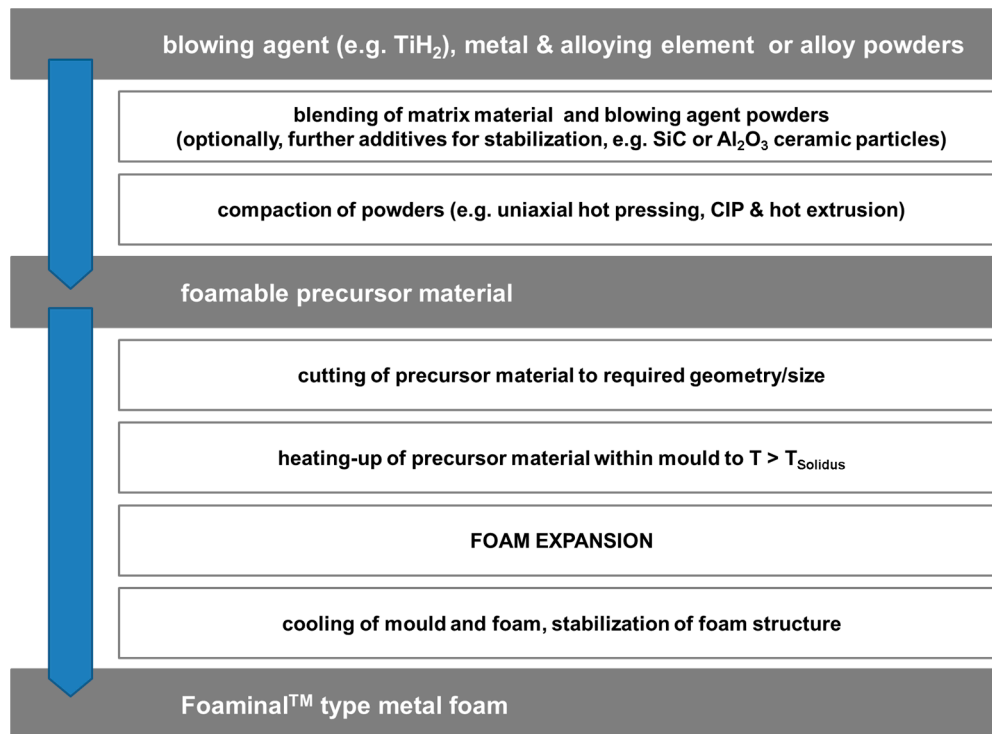 blowing agent (e.g. TiH₂), metal & alloying element or alloy powders
blending of matrix material and blowing agent powders
(optionally, further additives for stabilization, e.g. SiC or Al₂O₃ ceramic particles)
compaction of powders (e.g. uniaxial hot pressing, CIP & hot extrusion)
foamable precursor material
cutting of precursor material to required geometry/size
heating-up of precursor material within mould to T > T_Solidus
FOAM EXPANSION
cooling of mould and foam, stabilization of foam structure
Foaminal™ type metal foam